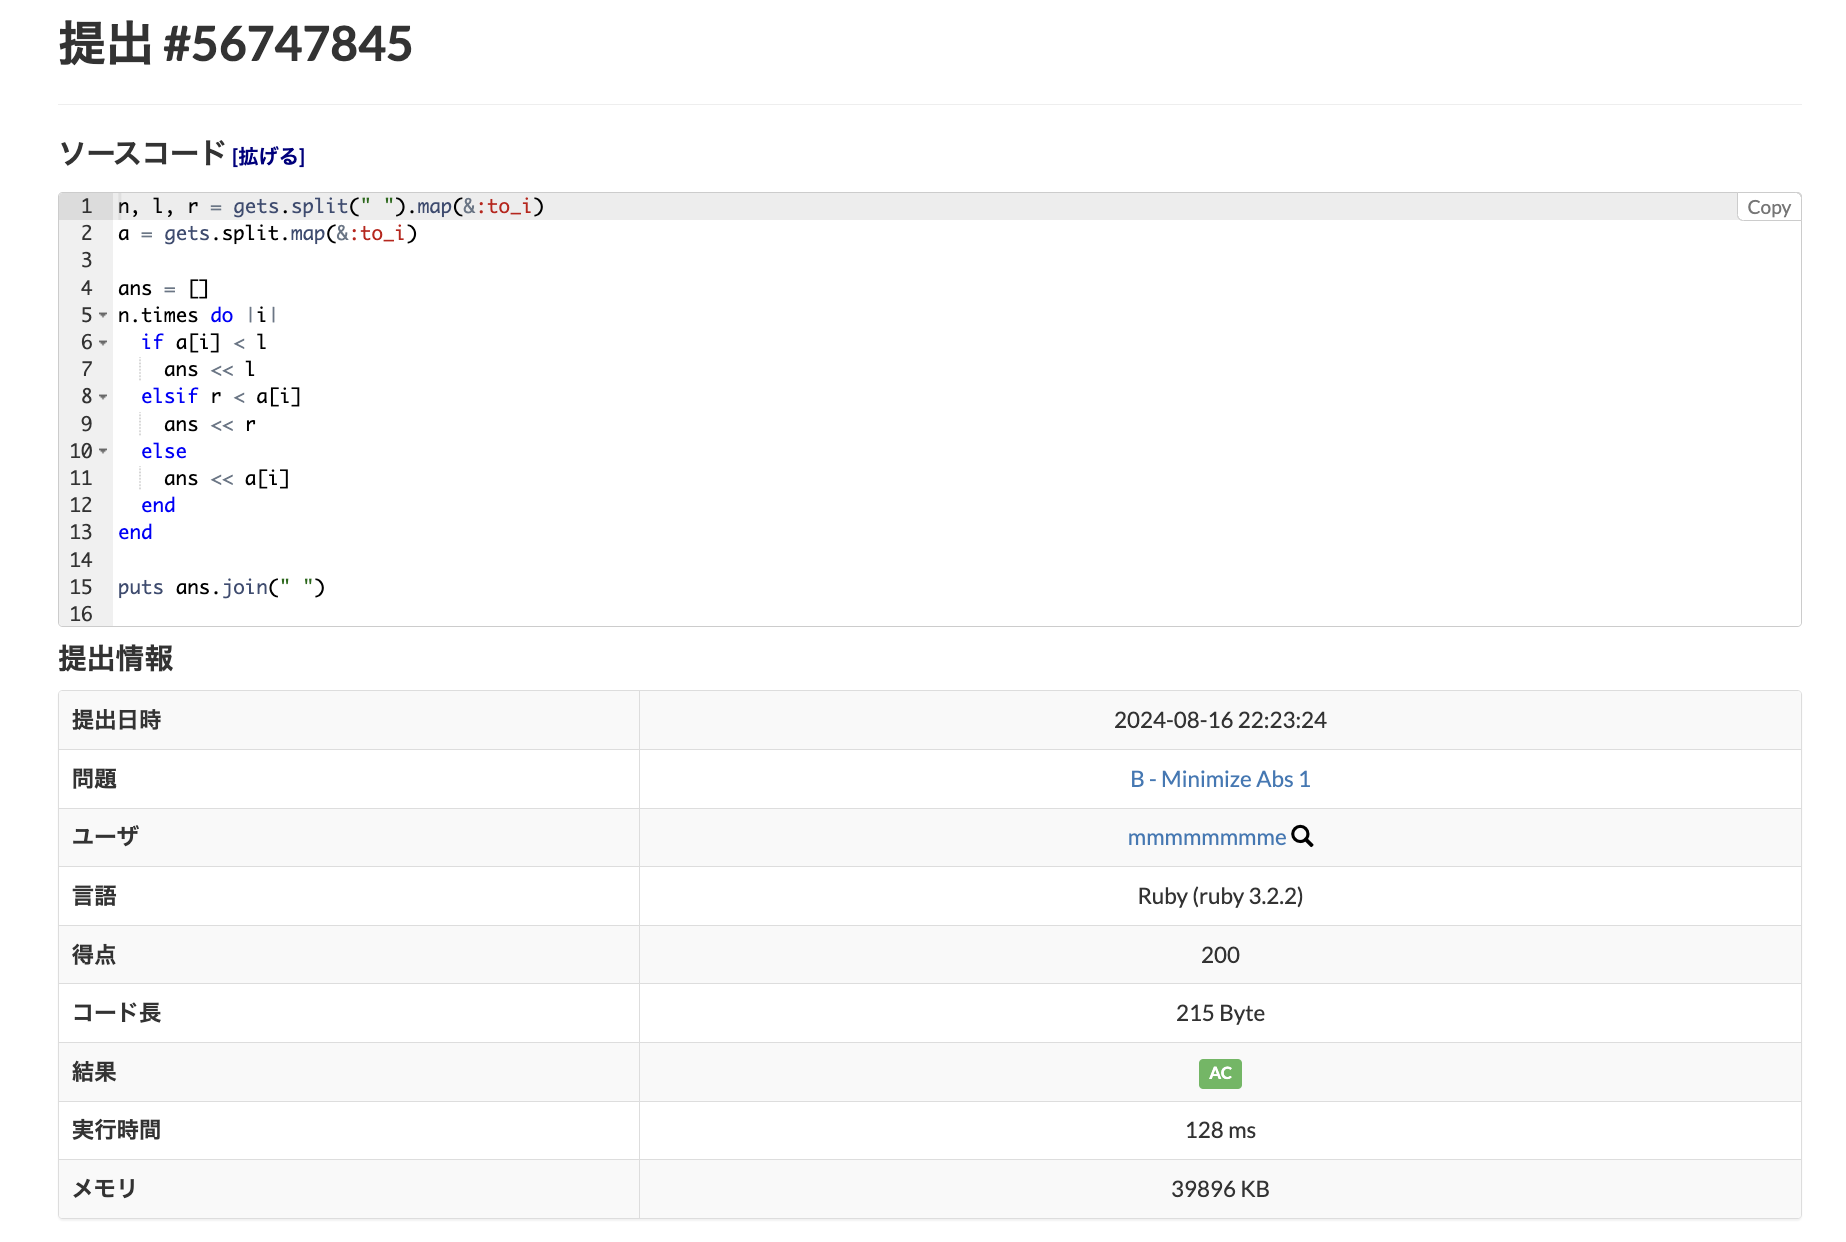 提出 #56747845
ソースコード [拡げる]
Copy
1 n, l, r = gets.split(" ").map(&:to_i)
2 a = gets.split.map(&:to_i)
3
4 ans = []
5 n.times do |i|
6   if a[i] < l
7     ans << l
8   elsif r < a[i]
9     ans << r
10   else
11     ans << a[i]
12   end
13 end
14
15 puts ans.join(" ")
16
提出情報
提出日時 2024-08-16 22:23:24
問題 B - Minimize Abs 1
ユーザ mmmmmmmme
言語 Ruby (ruby 3.2.2)
得点 200
コード長 215 Byte
結果 AC
実行時間 128 ms
メモリ 39896 KB